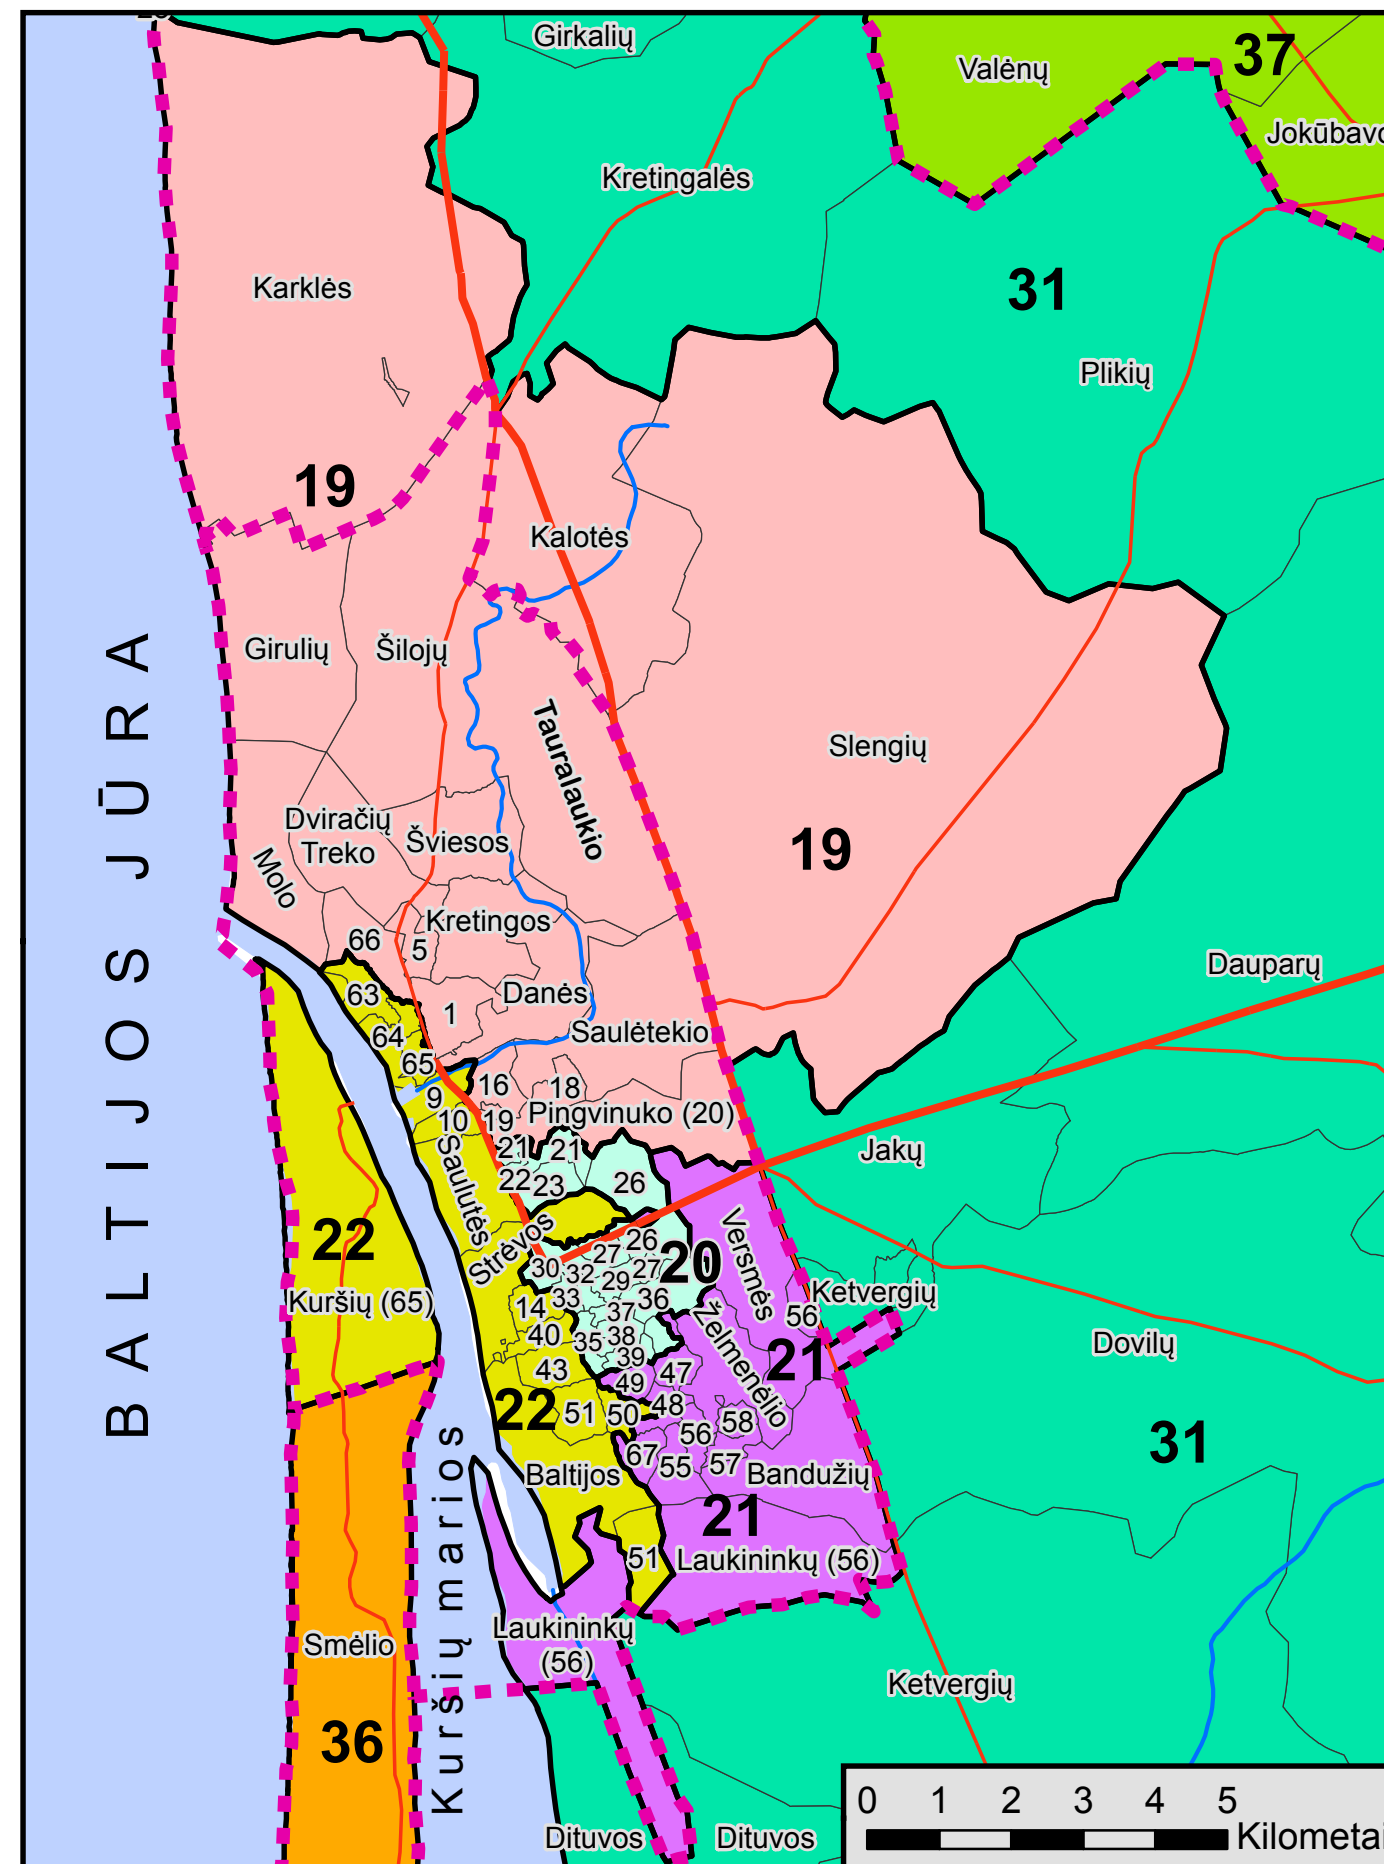 Girkalių
Valėnų
37
Jokūbavo
Kretingalės
Karklės
31
Plikių
19
Kalotės
Girulių
Šilojų
BALTIJOS JŪRA
Tauralaukio
Slengių
Dviračių
Treko
Šviesos
19
Molo
Kretingos
66
5
Dauparų
63
Danės
1
64
Saulėtekio
65
16
18
9
10
19
Pingvinuko (20)
21
21
Jakų
Saulutės
22
23
26
Versmės
22
Strėvos
26
20
27
30
32
29
27
Ketvergių
Kuršių (65)
14
33
37
36
56
Želmenėlio
40
35
38
Dovilų
39
21
43
49
47
22
51
50
48
58
56
31
Kuršių marios
67
55
57
Baltijos
Bandužių
21
51
Laukininkų (56)
Laukininkų
(56)
Smėlio
Ketvergių
36
0 1 2 3 4 5
Kilometai
Dituvos
Dituvos